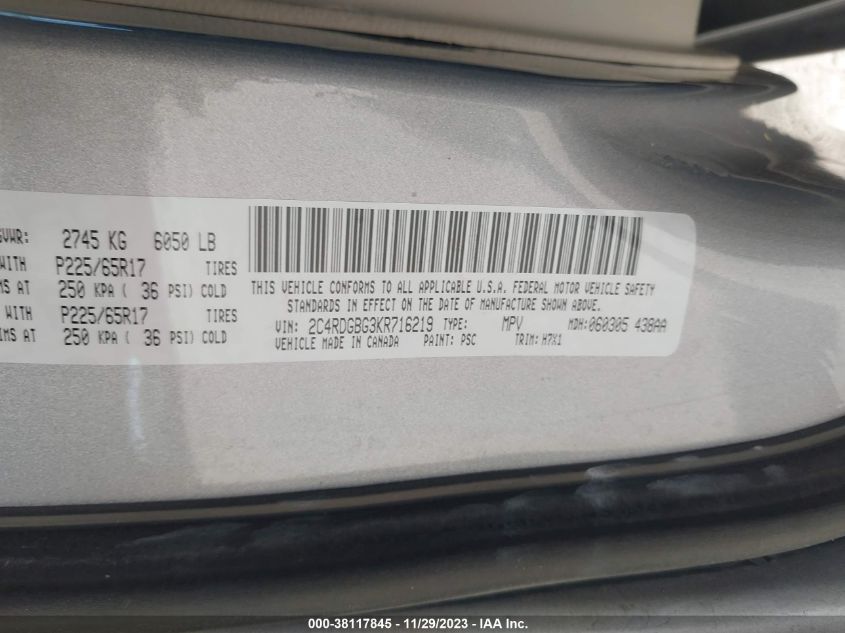 GVWR: 2745 KG 6050 LB
WITH P225/65R17 TIRES
MS AT 250 KPA ( 36 PSI) COLD
WITH P225/65R17 TIRES
IMS AT 250 KPA ( 36 PSI) COLD
THIS VEHICLE CONFORMS TO ALL APPLICABLE U.S.A. FEDERAL MOTOR VEHICLE SAFETY
STANDARDS IN EFFECT ON THE DATE OF MANUFACTURE SHOWN ABOVE.
VIN: 2C4RDGBG3KR716219 TYPE: MPV MDH:060305 438AA
VEHICLE MADE IN CANADA PAINT: PSC TRIM: H7X1
000-38117845 - 11/29/2023 - IAA Inc.